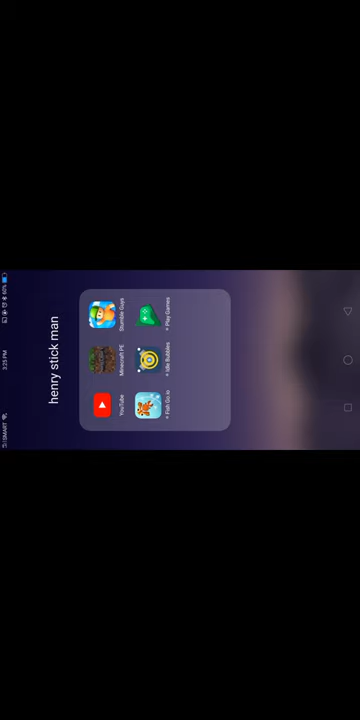 SMART 3:25 PM 60%
henry stick man
YouTube Minecraft PE Stumble Guys
Fish Go.io Idle Bubbles Play Games